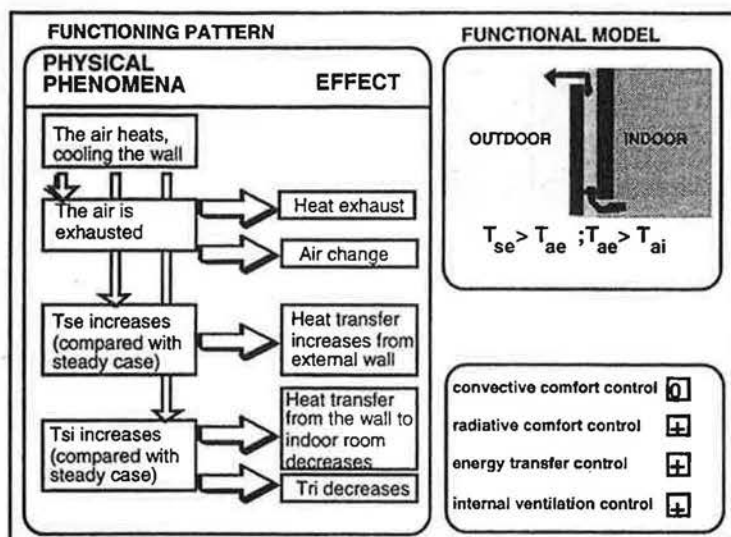 FUNCTIONING PATTERN
PHYSICAL
PHENOMENA
EFFECT
The air heats,
cooling the wall
The air is
exhausted
Heat exhaust
Air change
Tse increases
(compared with
steady case)
Heat transfer
increases from
external wall
Tsi increases
(compared with
steady case)
Heat transfer
from the wall to
indoor room
decreases
Tri decreases
FUNCTIONAL MODEL
OUTDOOR
INDOOR
Tse > Tae ;Tae > Tai
convective comfort control 0
radiative comfort control +
energy transfer control +
internal ventilation control +